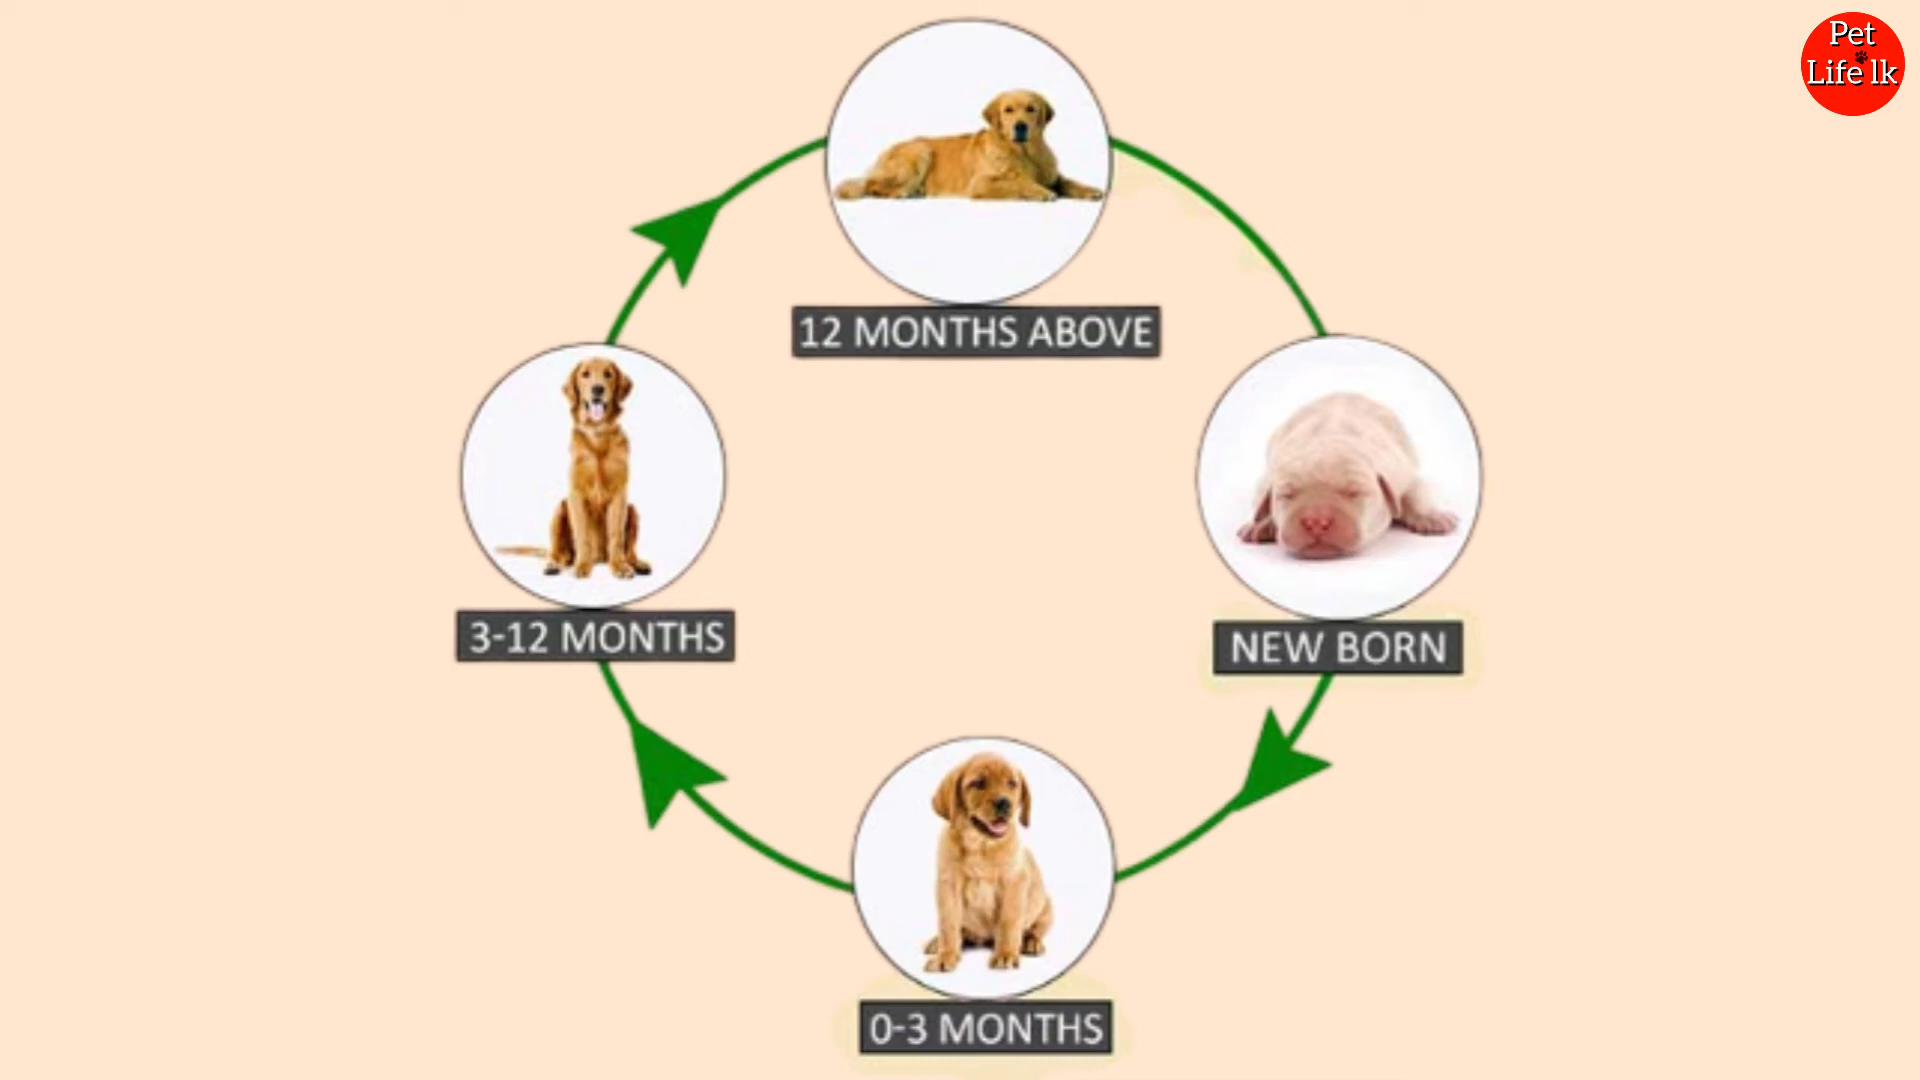 Pet
Life lk
12 MONTHS ABOVE
3-12 MONTHS
NEW BORN
0-3 MONTHS